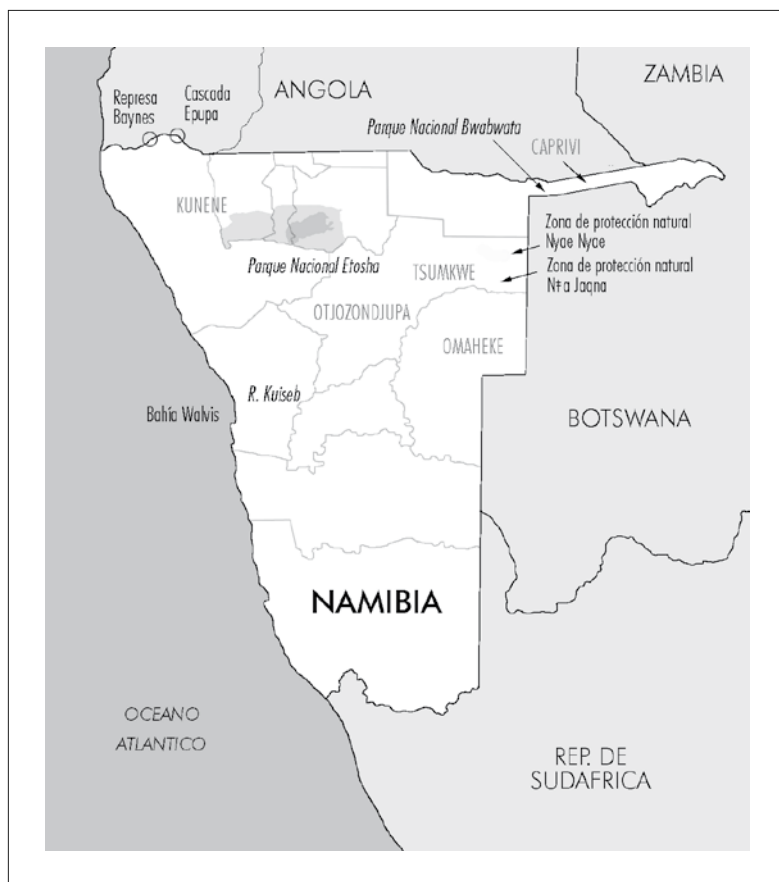 ZAMBIA
ANGOLA
Represa
Baynes
Cascada
Epupa
Parque Nacional Bwabwata
CAPRIVI
KUNENE
Zona de protección natural
Nyae Nyae
Parque Nacional Etosha
TSUMKWE
Zona de protección natural
N‡a Jaqna
OTJOZONDJUPA
OMAHEKE
R. Kuiseb
Bahía Walvis
BOTSWANA
NAMIBIA
OCEANO
ATLANTICO
REP. DE
SUDAFRICA